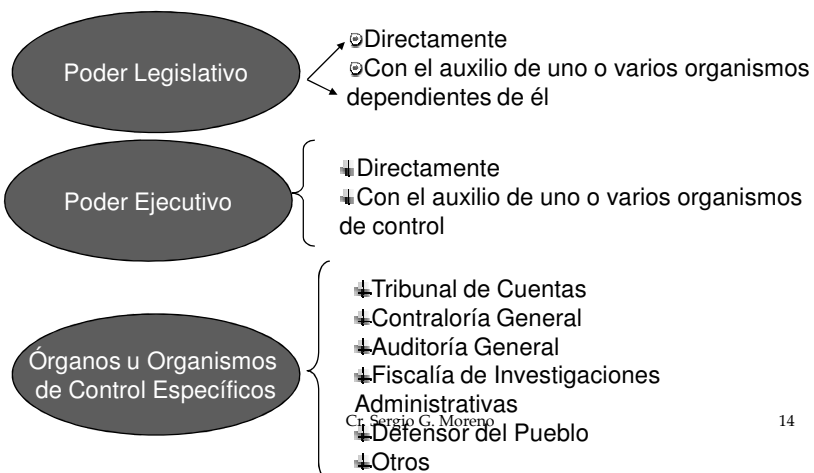 Poder Legislativo
Directamente
Con el auxilio de uno o varios organismos
dependientes de él
Poder Ejecutivo
Directamente
Con el auxilio de uno o varios organismos
de control
Órganos u Organismos
de Control Específicos
Tribunal de Cuentas
Contraloría General
Auditoría General
Fiscalía de Investigaciones
Administrativas
Defensor del Pueblo
Otros
Cr. Sergio G. Moreno
14